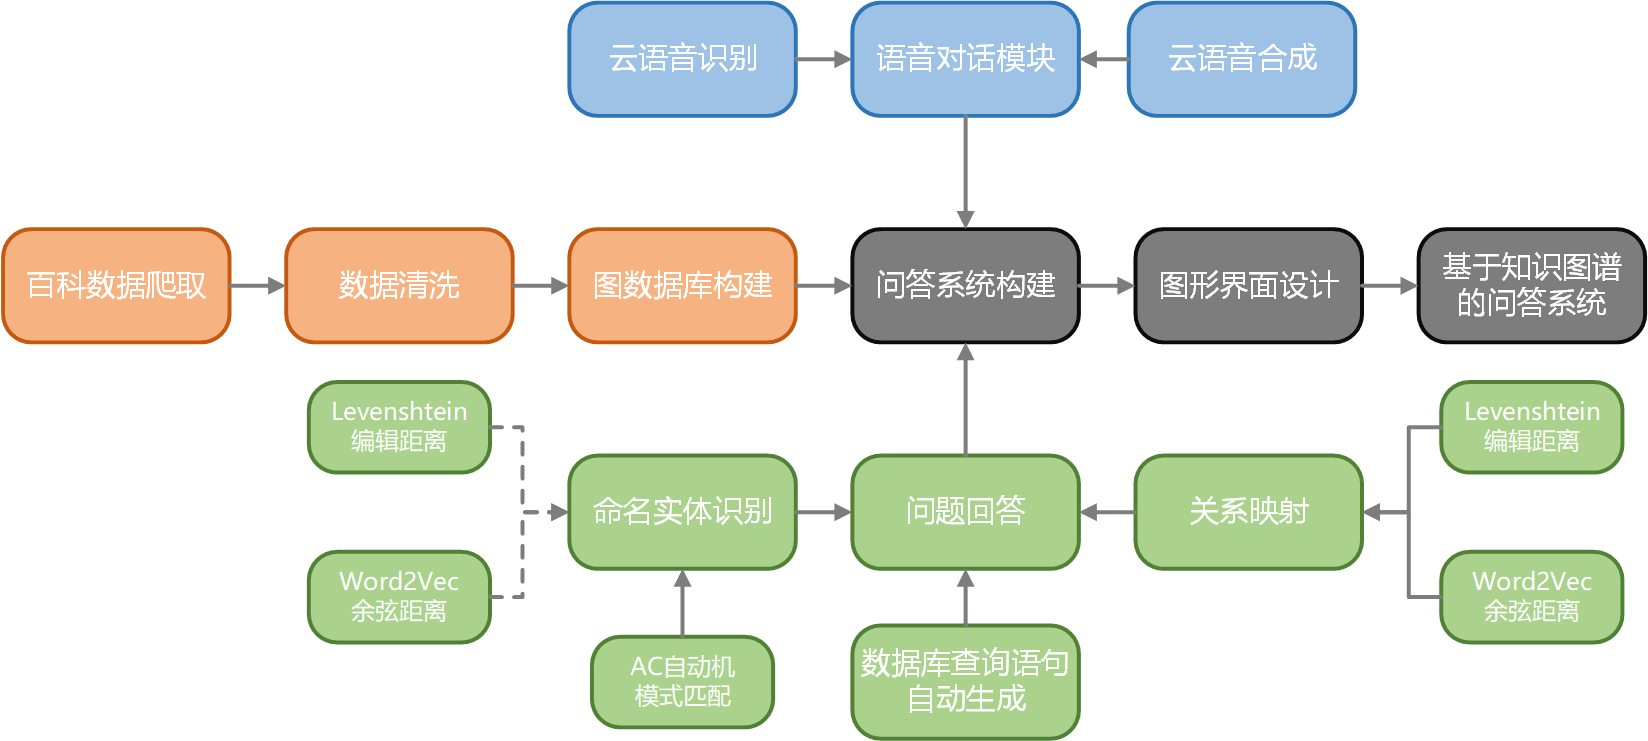 云语音识别
语音对话模块
云语音合成
百科数据爬取
数据清洗
图数据库构建
问答系统构建
图形界面设计
基于知识图谱
的问答系统
Levenshtein
编辑距离
Levenshtein
编辑距离
命名实体识别
问题回答
关系映射
Word2Vec
余弦距离
Word2Vec
余弦距离
AC自动机
模式匹配
数据库查询语句
自动生成